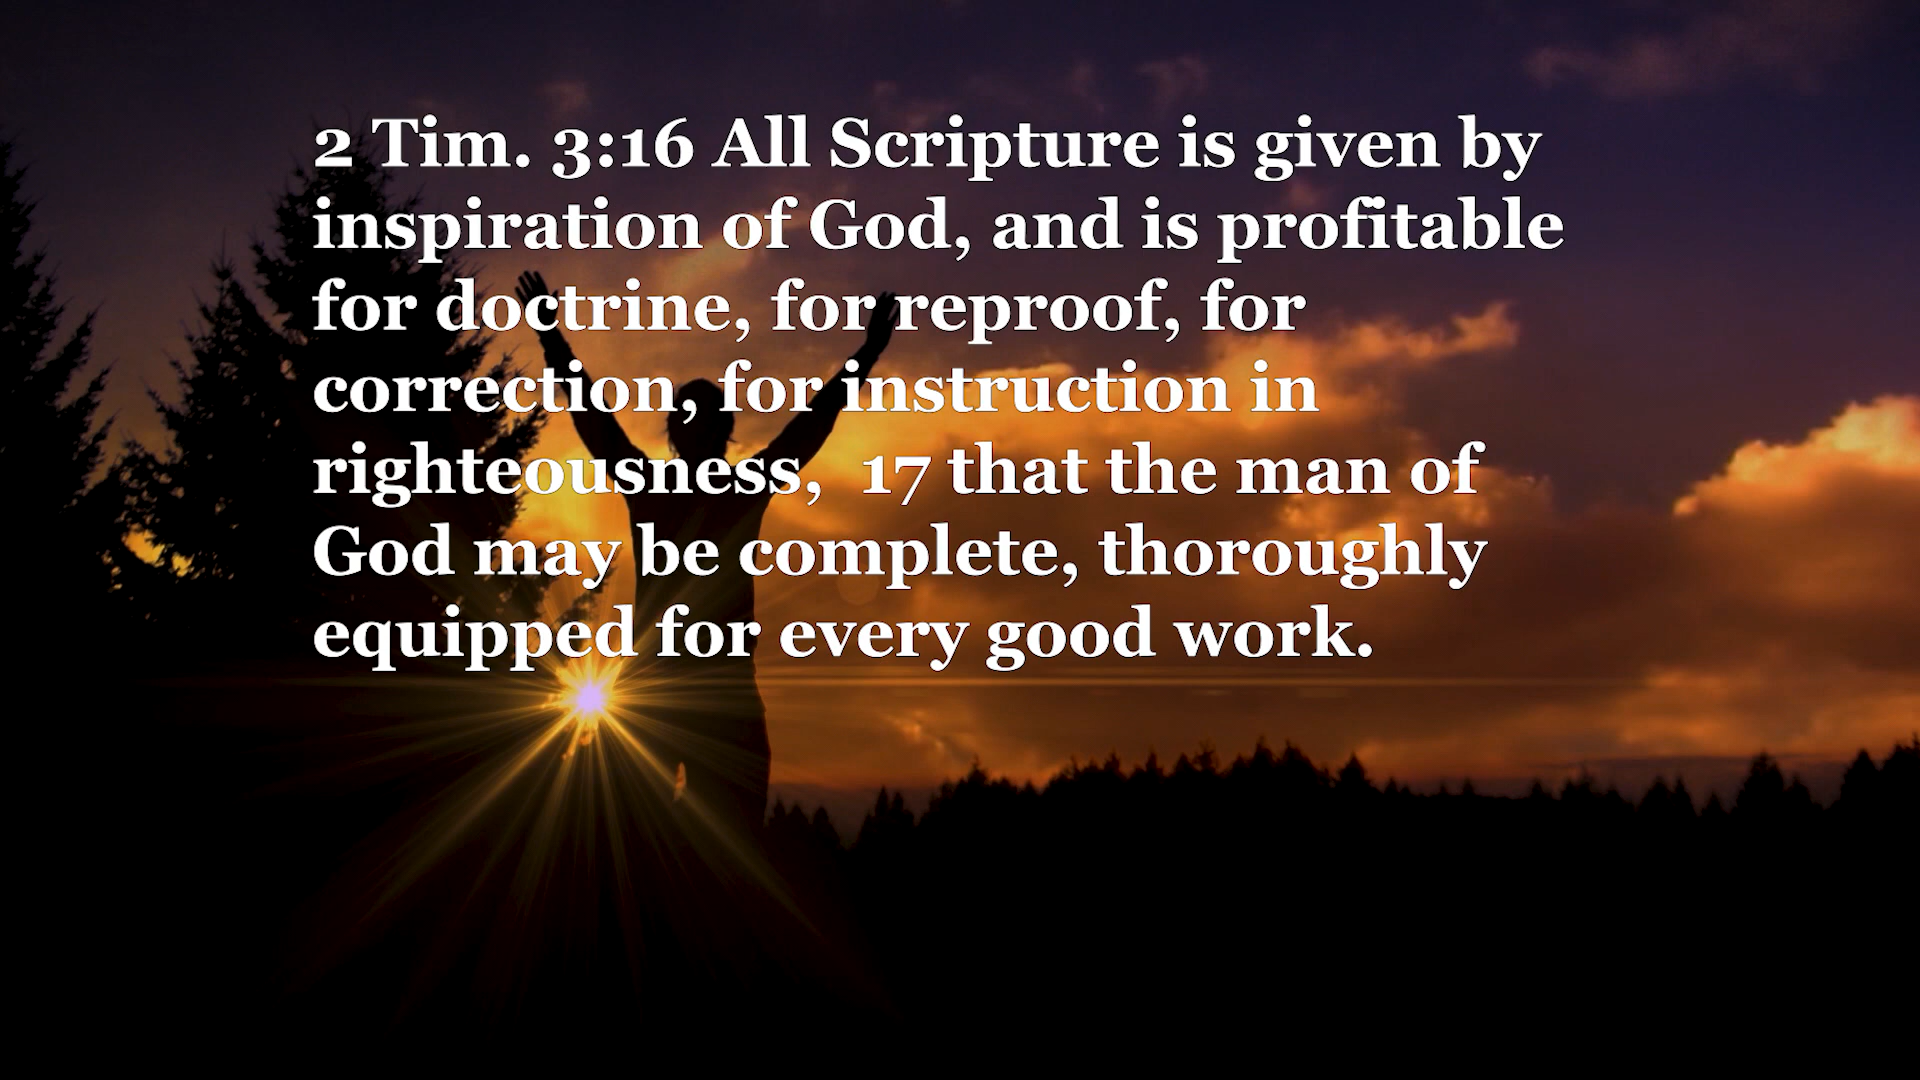 2 Tim. 3:16 All Scripture is given by
inspiration of God, and is profitable
for doctrine, for reproof, for
correction, for instruction in
righteousness,  17 that the man of
God may be complete, thoroughly
equipped for every good work.